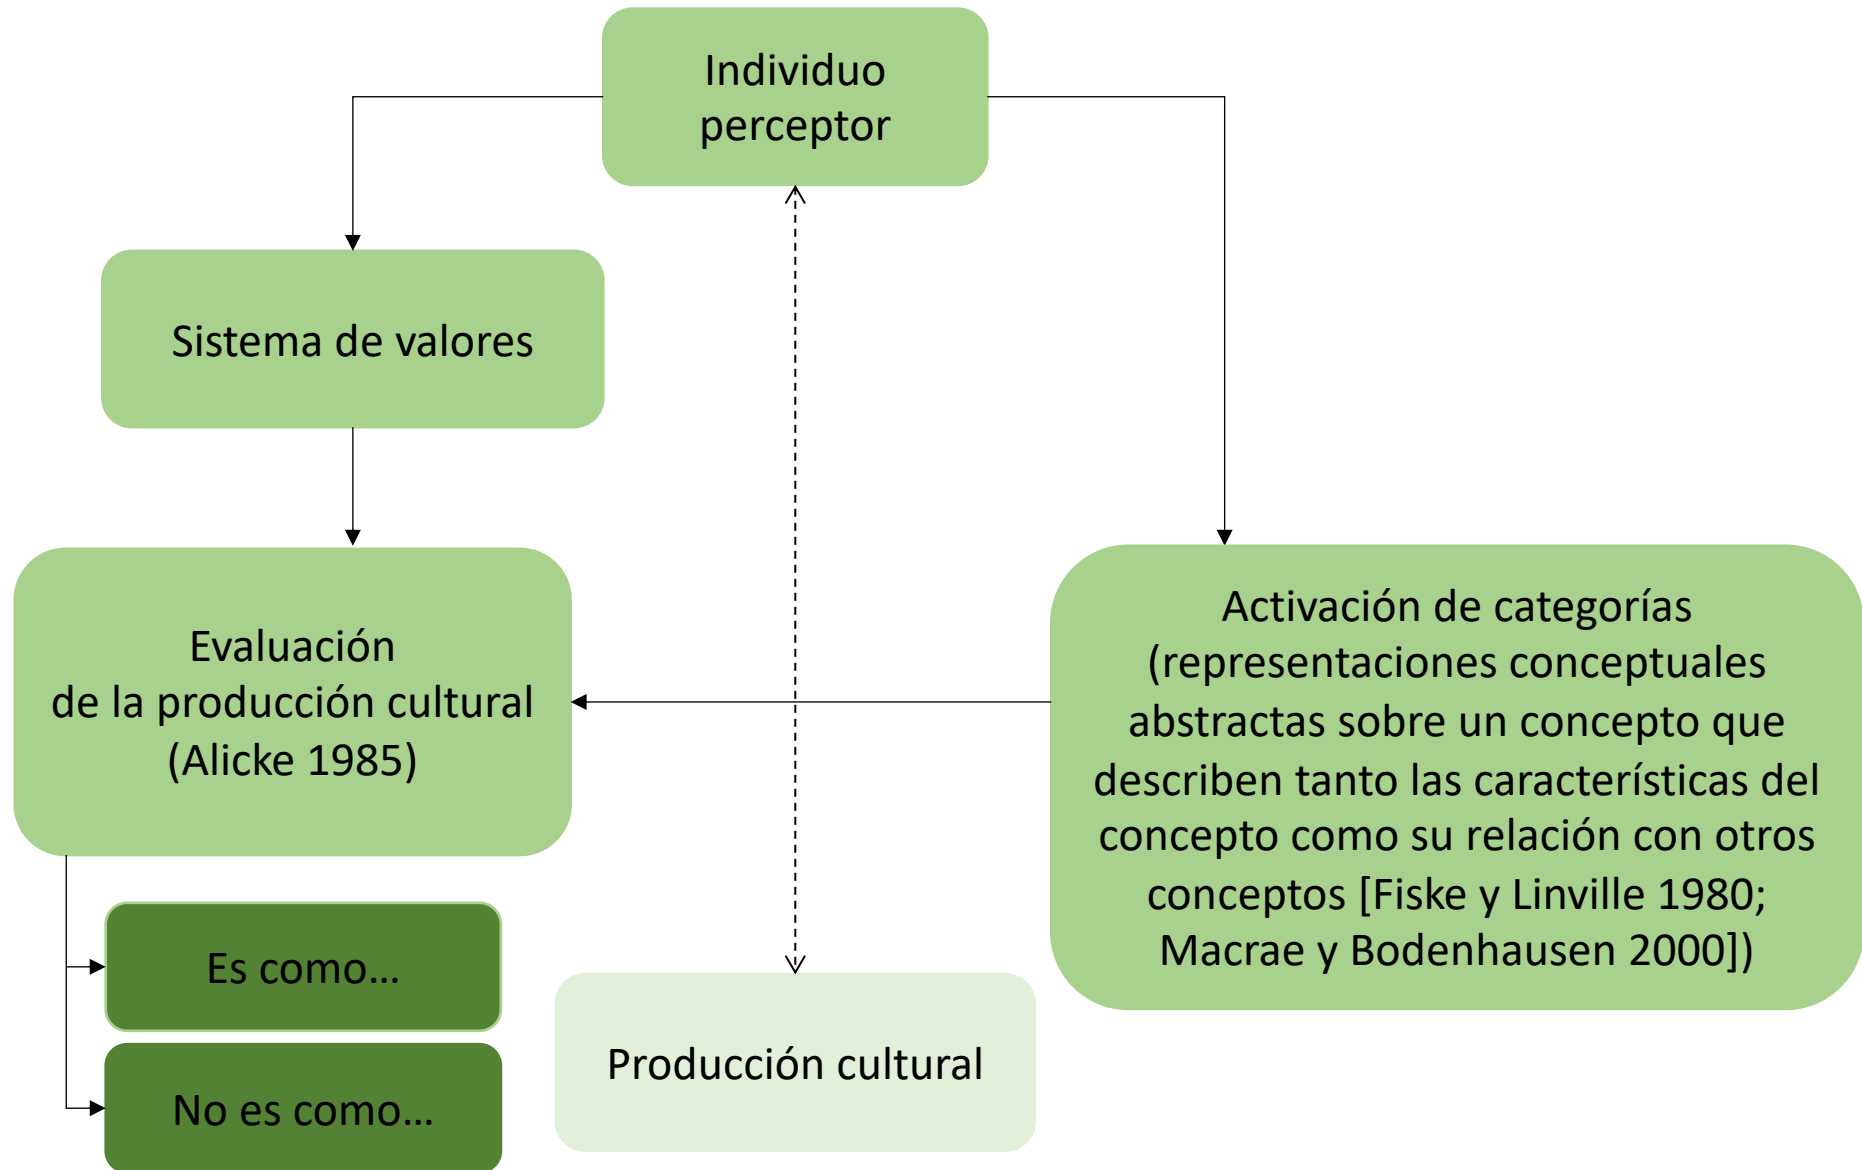 Individuo
perceptor
Sistema de valores
Evaluación
de la producción cultural
(Alicke 1985)
Activación de categorías
(representaciones conceptuales
abstractas sobre un concepto que
describen tanto las características del
concepto como su relación con otros
conceptos [Fiske y Linville 1980;
Macrae y Bodenhausen 2000])
Es como…
No es como…
Producción cultural